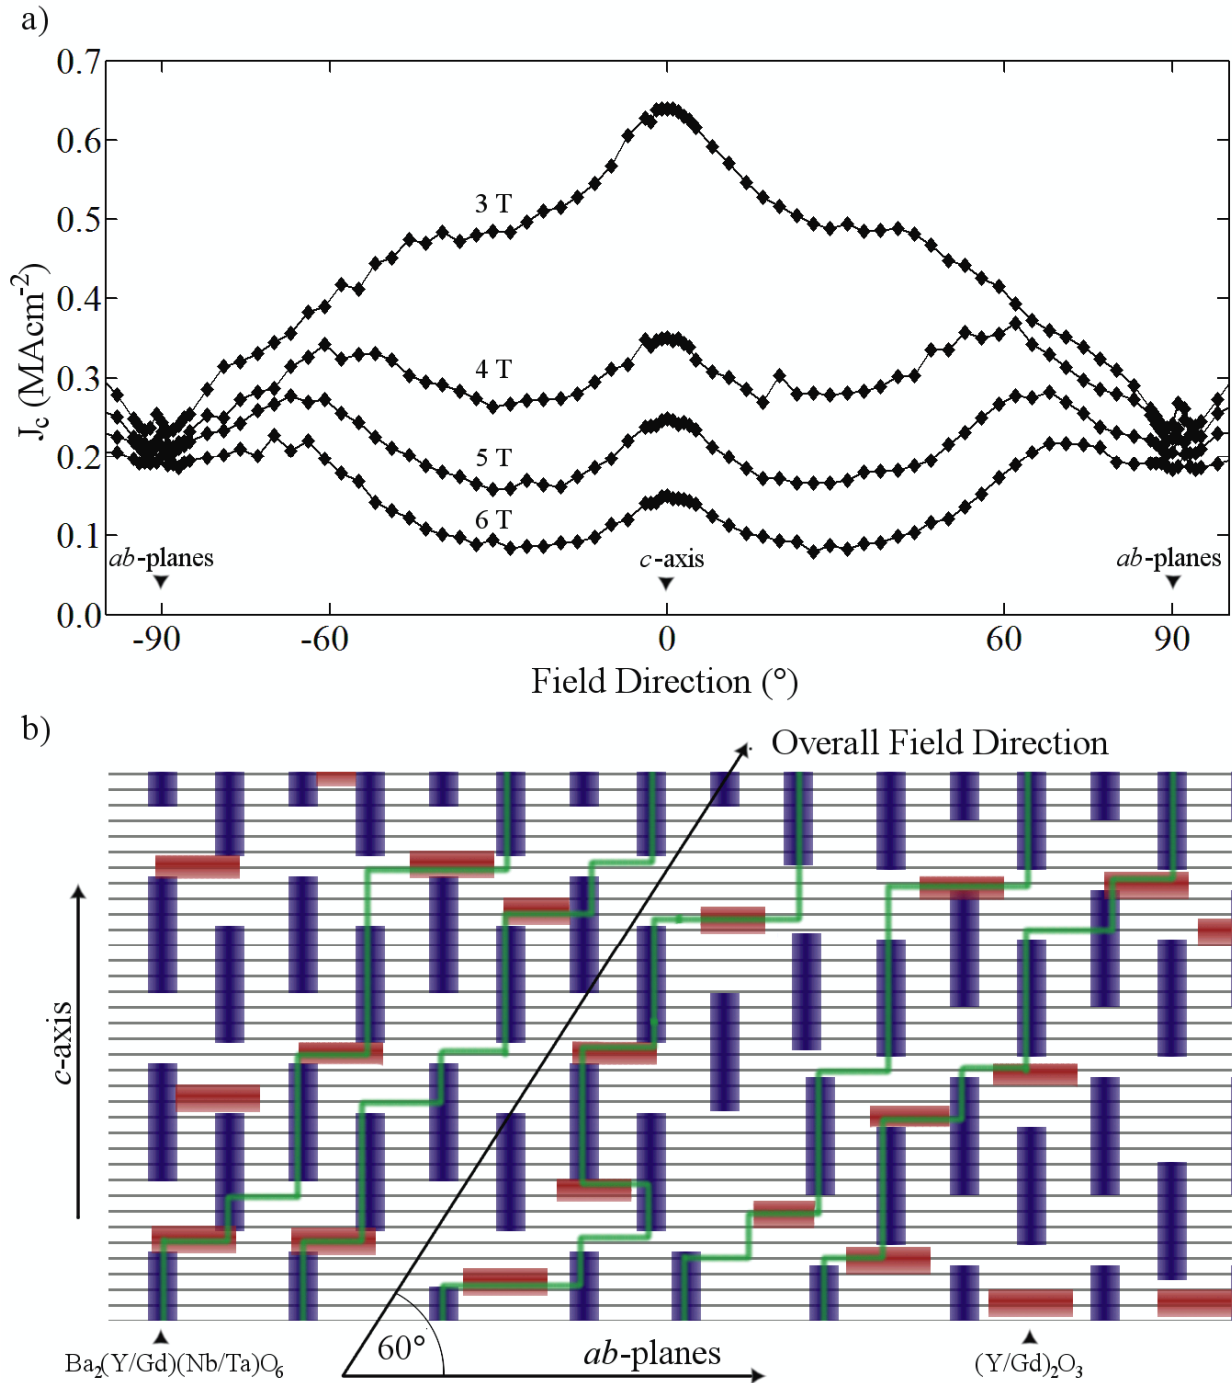 a)
0.7
0.6
0.5
0.4
0.3
0.2
0.1
0.0
J_c (MAcm⁻²)
3 T
4 T
5 T
6 T
ab-planes
c-axis
ab-planes
-90
-60
0
60
90
Field Direction (°)
b)
Overall Field Direction
c-axis
60°
ab-planes
Ba₂(Y/Gd)(Nb/Ta)O₆
(Y/Gd)₂O₃